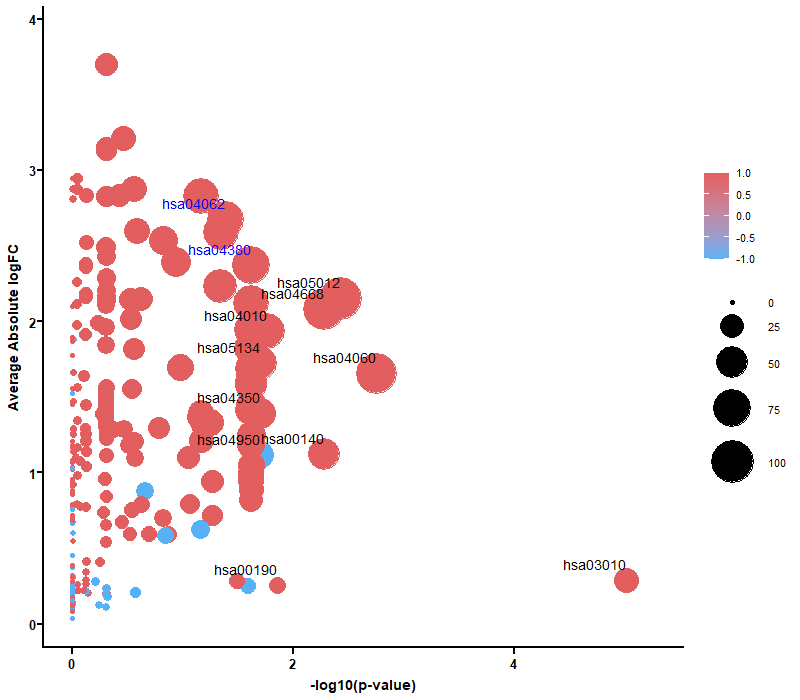 4
3
2
1
0
Average Absolute logFC
hsa04062
hsa04380
hsa05012
hsa04668
hsa04010
hsa05134
hsa04060
hsa04350
hsa04950
hsa00140
hsa00190
hsa03010
0
2
4
-log10(p-value)
1.0
0.5
0.0
-0.5
-1.0
0
25
50
75
100